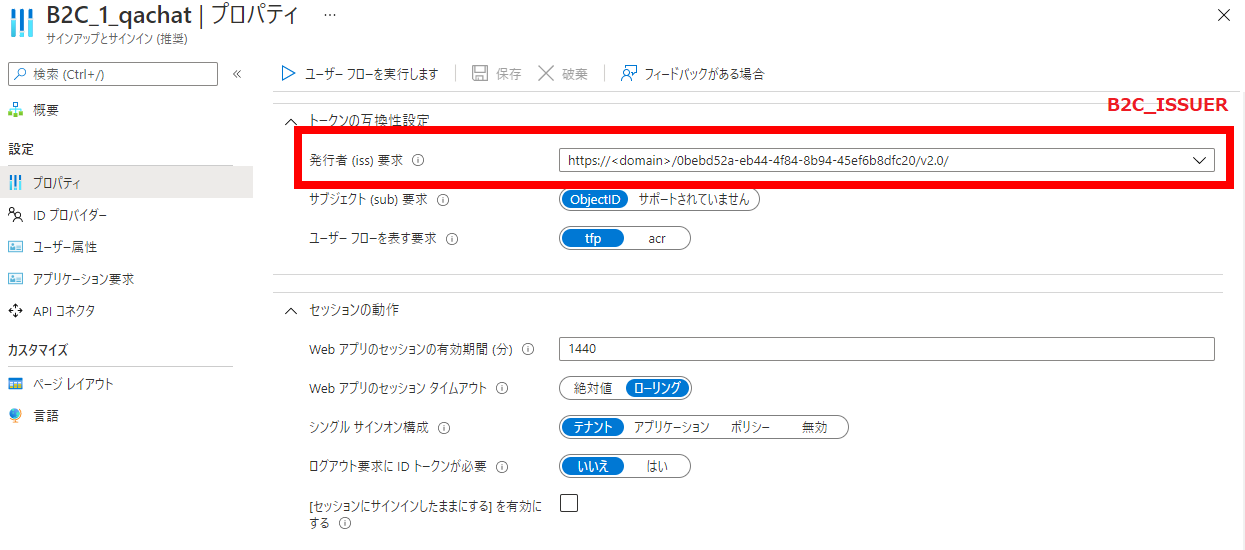 B2C_1_qachat | プロパティ ...
サインアップとサインイン (推奨)
検索 (Ctrl+/)
«
ユーザー フローを実行します
保存
破棄
フィードバックがある場合
概要
設定
プロパティ
ID プロバイダー
ユーザー属性
アプリケーション要求
API コネクタ
カスタマイズ
ページ レイアウト
言語
B2C_ISSUER
トークンの互換性設定
発行者 (iss) 要求
https://<domain>/0bebd52a-eb44-4f84-8b94-45ef6b8dfc20/v2.0/
サブジェクト (sub) 要求
ObjectID サポートされていません
ユーザー フローを表す要求
tfp acr
セッションの動作
Web アプリのセッションの有効期間 (分)
1440
Web アプリのセッション タイムアウト
絶対値 ローリング
シングル サインオン構成
テナント アプリケーション ポリシー 無効
ログアウト要求に ID トークンが必要
いいえ はい
[セッションにサインインしたままにする] を有効に
する